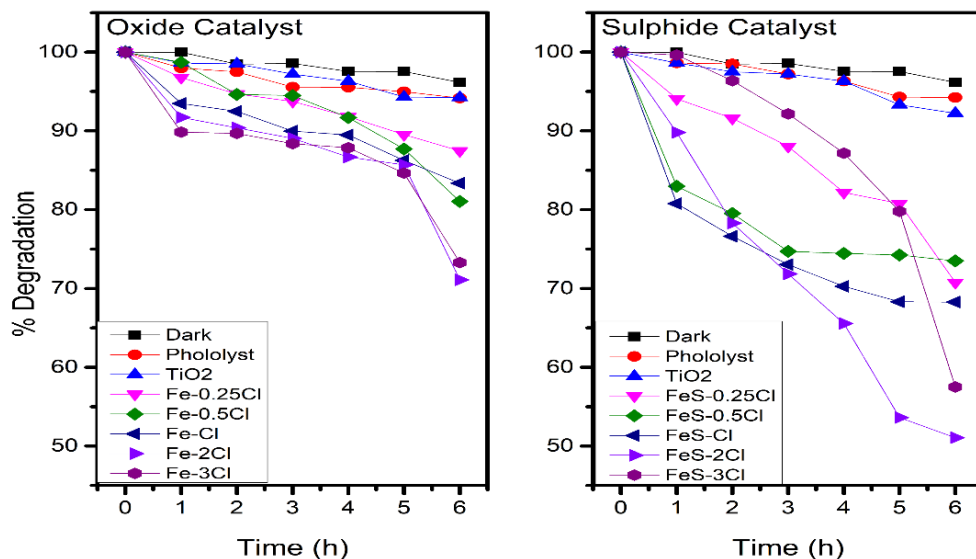 Oxide Catalyst
% Degradation
100
90
80
70
60
50
Dark
Phololyst
TiO2
Fe-0.25Cl
Fe-0.5Cl
Fe-Cl
Fe-2Cl
Fe-3Cl
0 1 2 3 4 5 6
Time (h)
Sulphide Catalyst
100
90
80
70
60
50
Dark
Phololyst
TiO2
FeS-0.25Cl
FeS-0.5Cl
FeS-Cl
FeS-2Cl
FeS-3Cl
0 1 2 3 4 5 6
Time (h)